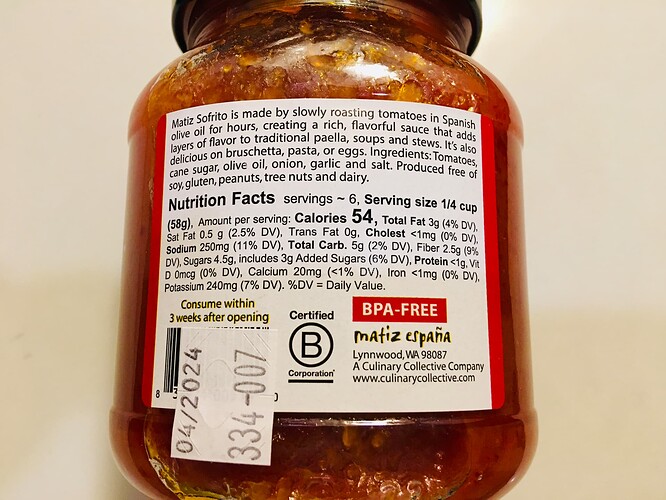 Matiz Sofrito is made by slowly roasting tomatoes in Spanish
olive oil for hours, creating a rich, flavorful sauce that adds
layers of flavor to traditional paella, soups and stews. It's also
delicious on bruschetta, pasta, or eggs. Ingredients: Tomatoes,
cane sugar, olive oil, onion, garlic and salt. Produced free of
soy, gluten, peanuts, tree nuts and dairy.
Nutrition Facts servings ~ 6, Serving size 1/4 cup
(58g), Amount per serving: Calories 54, Total Fat 3g (4% DV),
Sat Fat 0.5 g (2.5% DV), Trans Fat 0g, Cholest <1mg (0% DV),
Sodium 250mg (11% DV), Total Carb. 5g (2% DV), Fiber 2.5g (9%
DV), Sugars 4.5g, includes 3g Added Sugars (6% DV), Protein <1g, Vit
D 0mcg (0% DV), Calcium 20mg (<1% DV), Iron <1mg (0% DV),
Potassium 240mg (7% DV). %DV = Daily Value.
Consume within
3 weeks after opening
04/2024
334-007
Certified
B
Corporation
BPA-FREE
matiz españa
Lynnwood, WA 98087
A Culinary Collective Company
www.culinarycollective.com